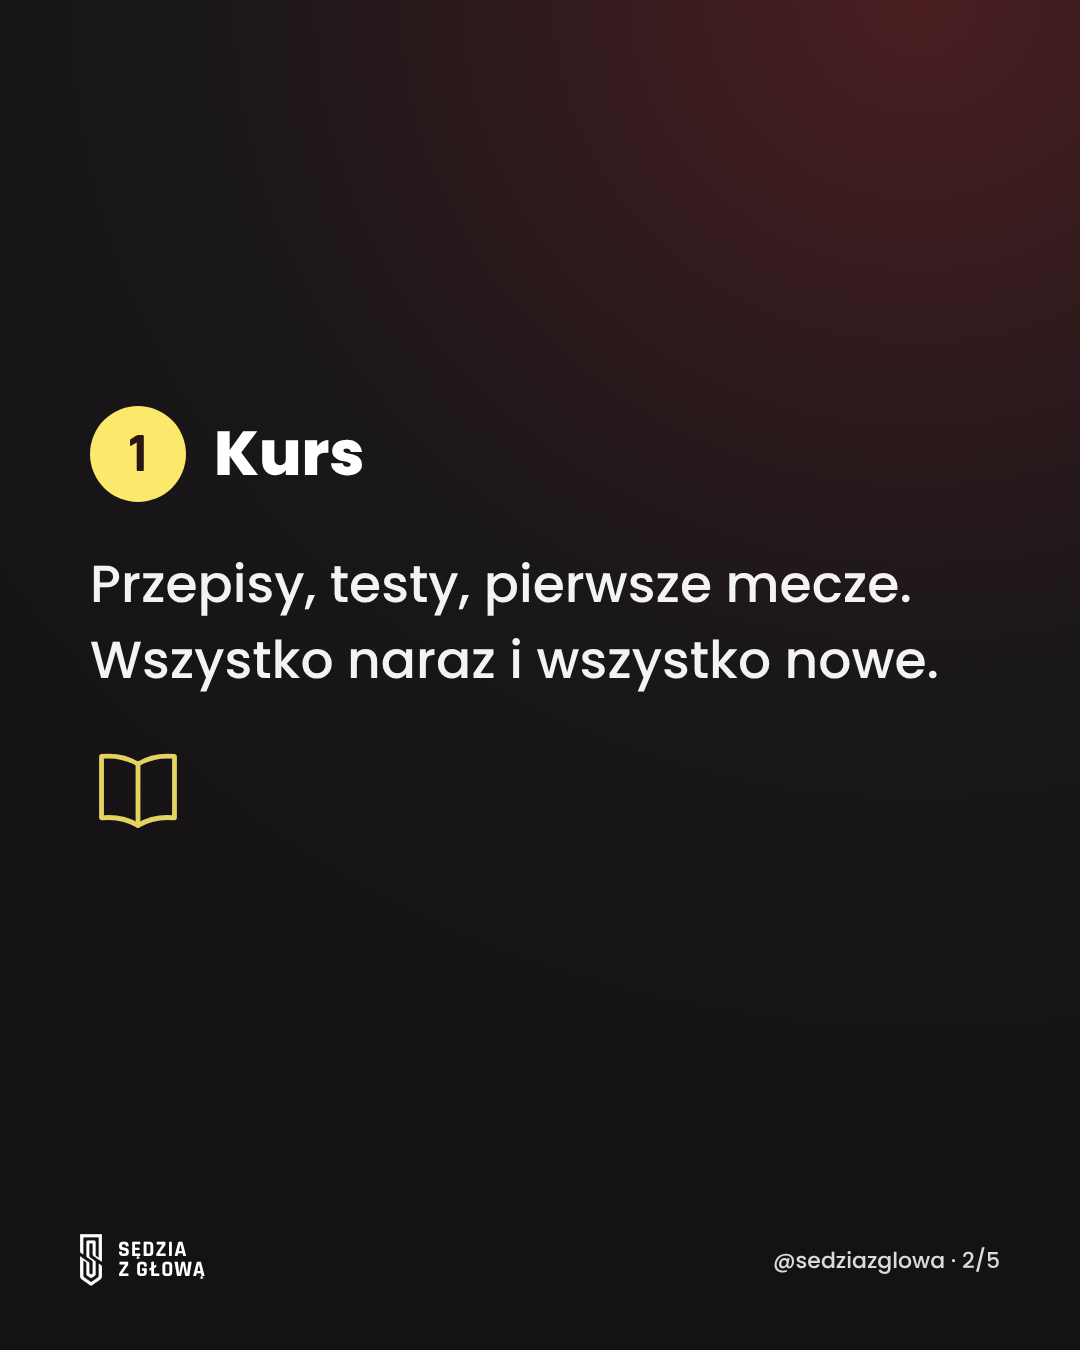 1 Kurs
Przepisy, testy, pierwsze mecze.
Wszystko naraz i wszystko nowe.
SĘDZIA
Z GŁOWĄ
@sedziazglowa · 2/5